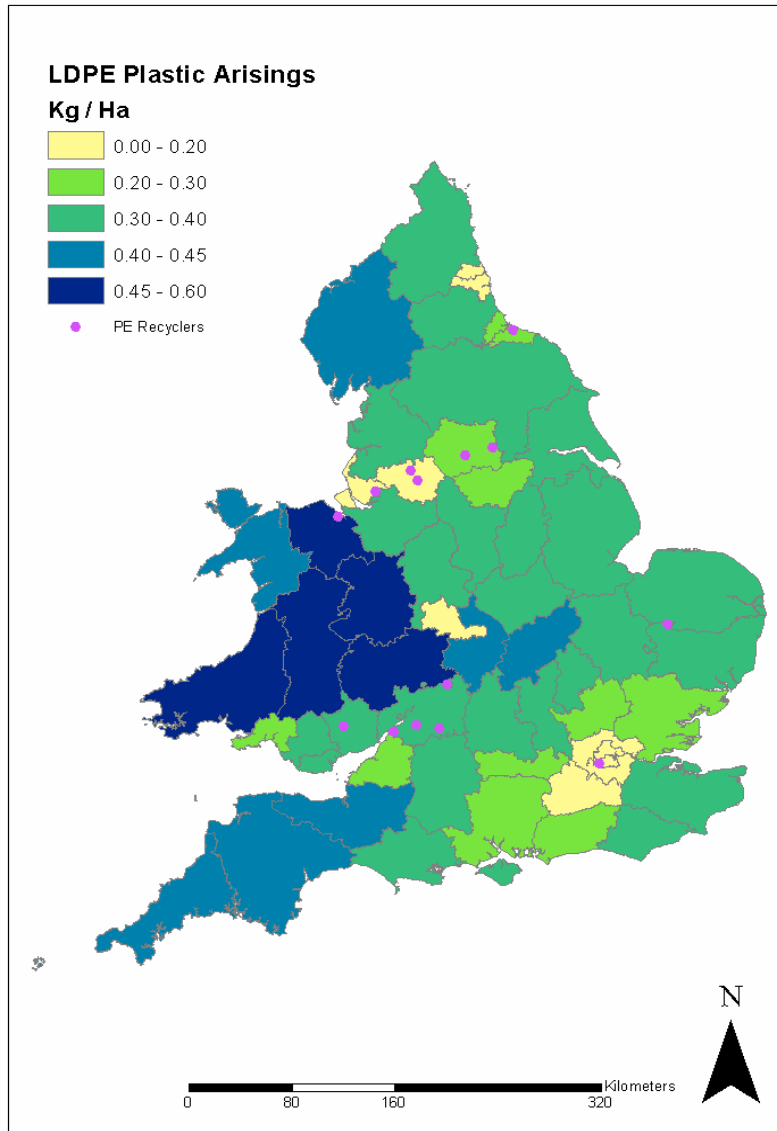 LDPE Plastic Arisings
Kg / Ha
0.00 - 0.20
0.20 - 0.30
0.30 - 0.40
0.40 - 0.45
0.45 - 0.60
PE Recyclers
N
Kilometers
0 80 160 320